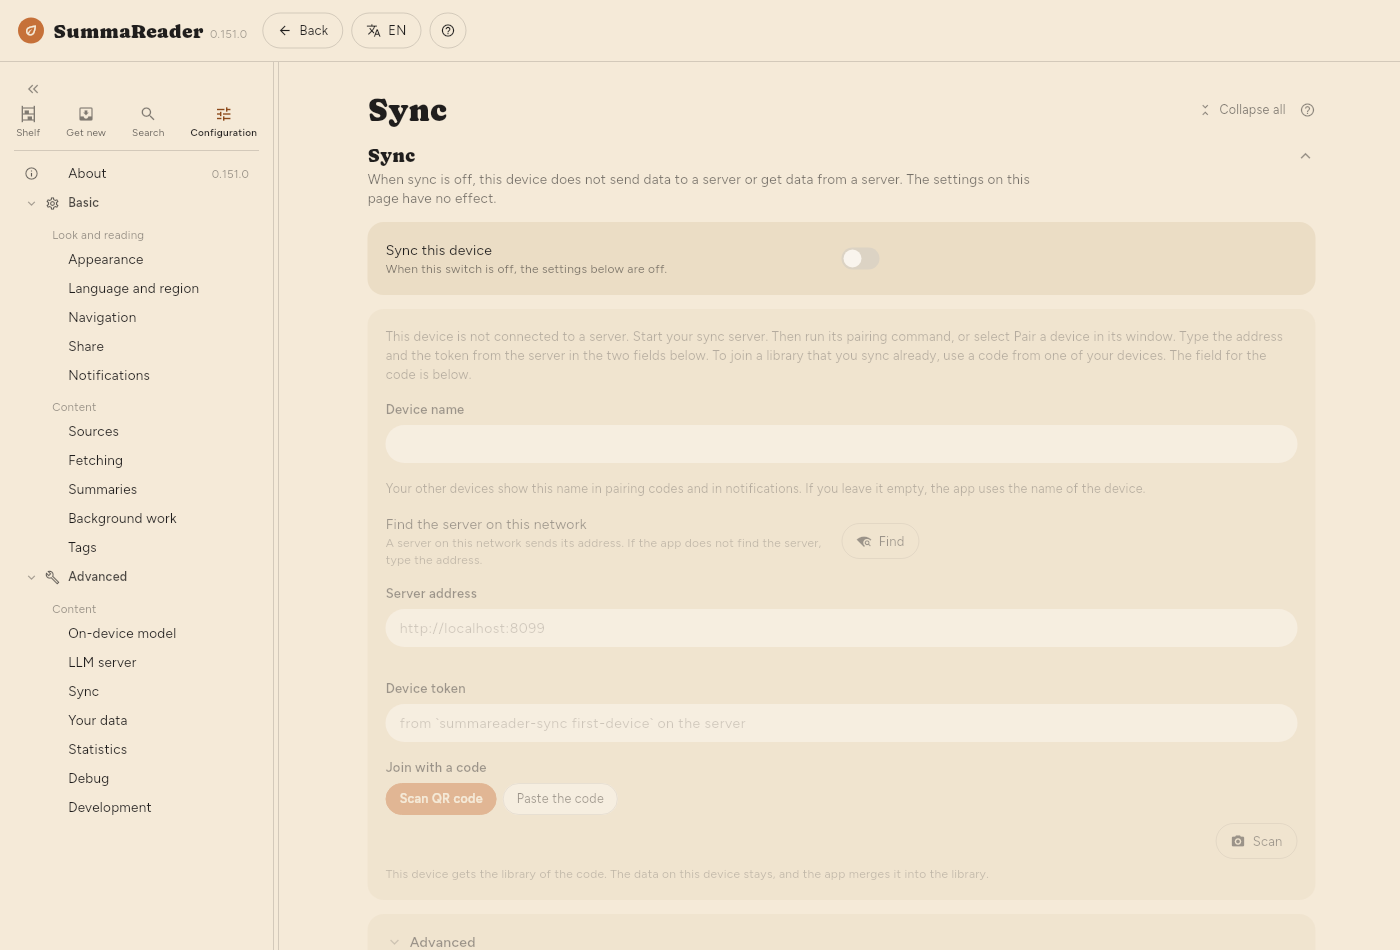 SummaReader 0.151.0 Back EN
Shelf Get new Search Configuration
About 0.151.0
Basic
Look and reading
Appearance
Language and region
Navigation
Share
Notifications
Content
Sources
Fetching
Summaries
Background work
Tags
Advanced
Content
On-device model
LLM server
Sync
Your data
Statistics
Debug
Development
Sync
Collapse all
Sync
When sync is off, this device does not send data to a server or get data from a server. The settings on this
page have no effect.
Sync this device
When this switch is off, the settings below are off.
This device is not connected to a server. Start your sync server. Then run its pairing command, or select Pair a device in its window. Type the address
and the token from the server in the two fields below. To join a library that you sync already, use a code from one of your devices. The field for the
code is below.
Device name
Your other devices show this name in pairing codes and in notifications. If you leave it empty, the app uses the name of the device.
Find the server on this network
A server on this network sends its address. If the app does not find the server,
type the address.
Find
Server address
http://localhost:8099
Device token
from `summareader-sync first-device` on the server
Join with a code
Scan QR code Paste the code
Scan
This device gets the library of the code. The data on this device stays, and the app merges it into the library.
Advanced